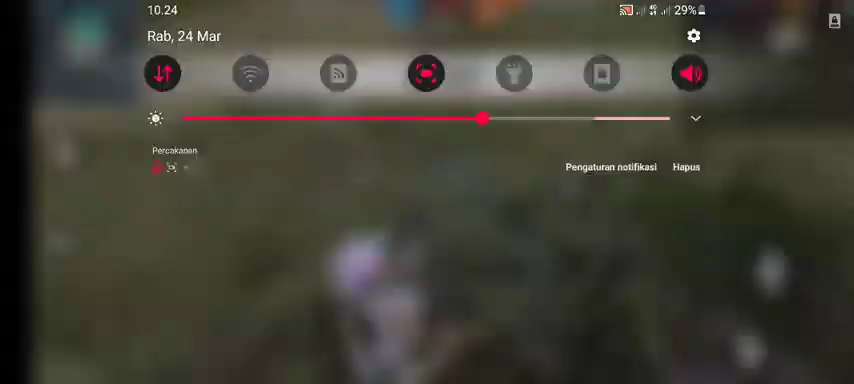 10.24
29%
Rab, 24 Mar
Percakapan
Pengaturan notifikasi
Hapus